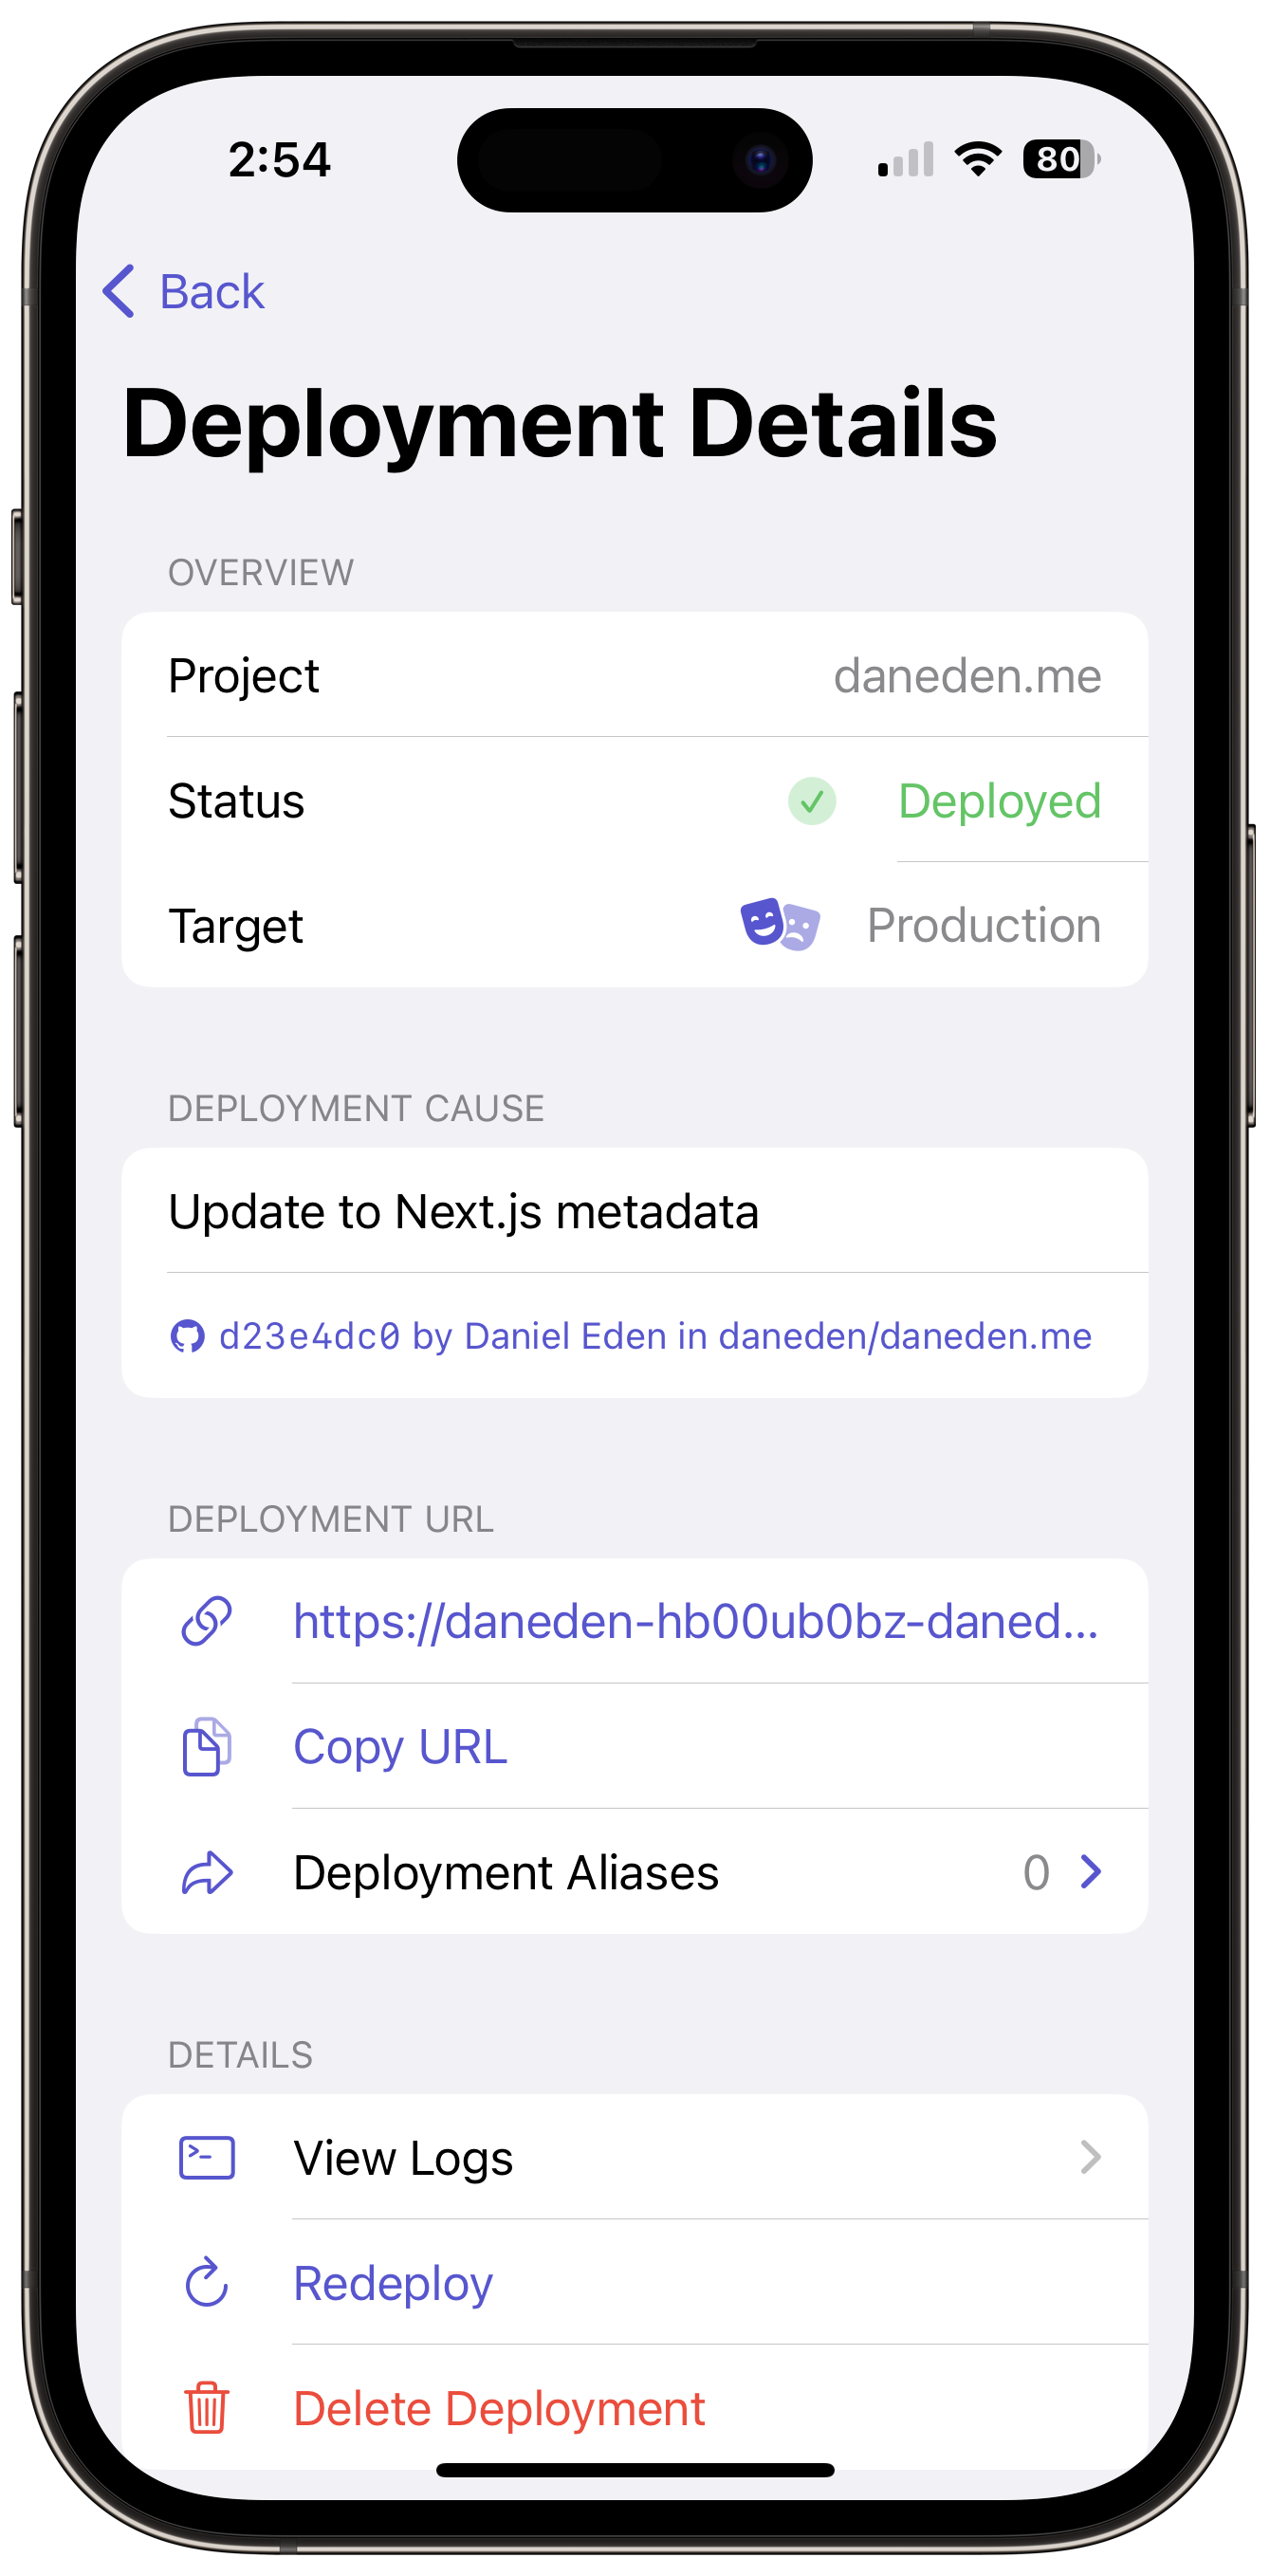 2:54
80
Back
Deployment Details
OVERVIEW
Project daneden.me
Status Deployed
Target Production
DEPLOYMENT CAUSE
Update to Next.js metadata
d23e4dc0 by Daniel Eden in daneden/daneden.me
DEPLOYMENT URL
https://daneden-hb00ub0bz-daned...
Copy URL
Deployment Aliases 0
DETAILS
View Logs
Redeploy
Delete Deployment